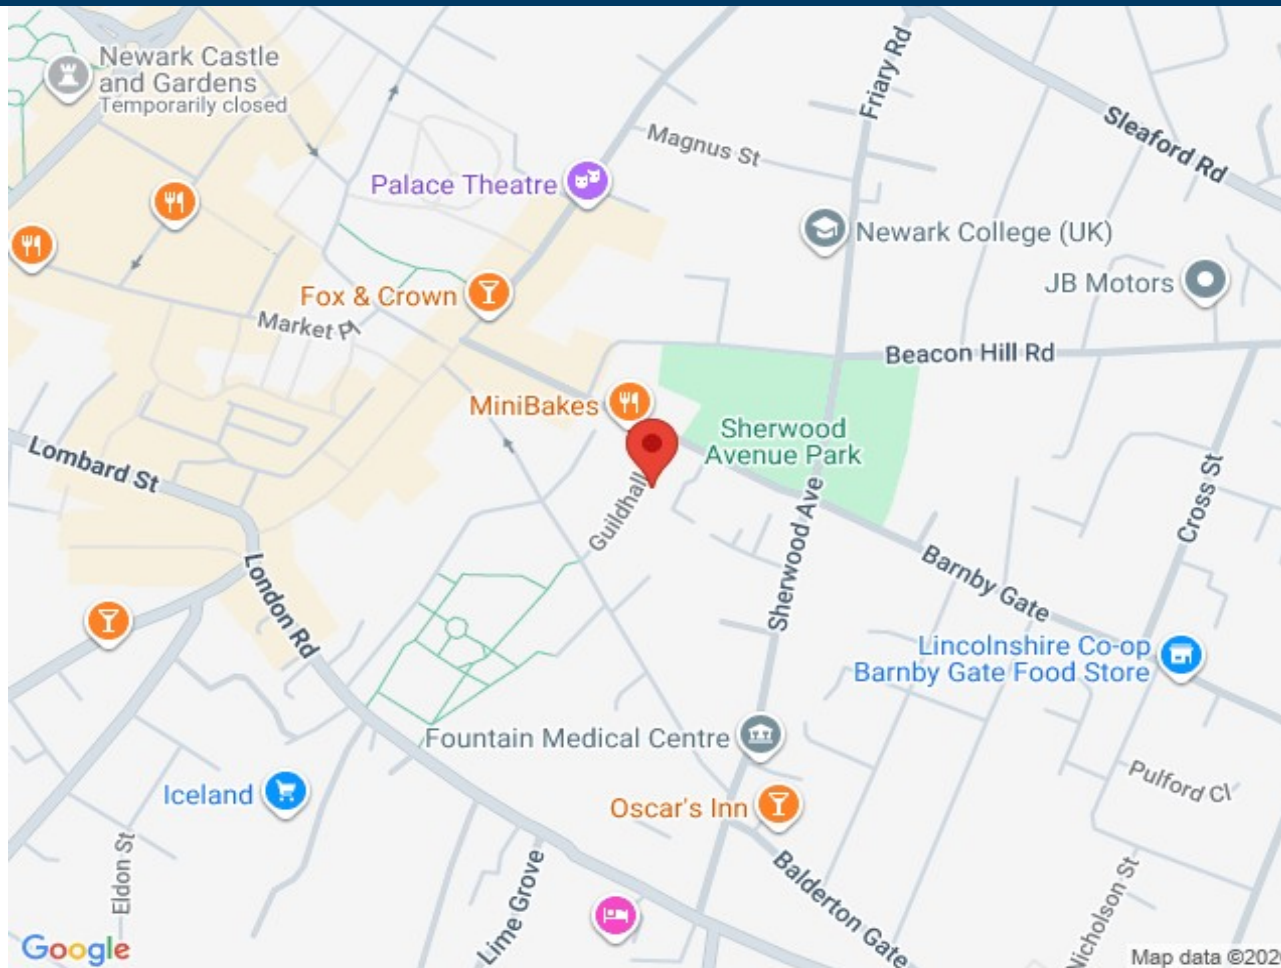 Newark Castle
and Gardens
Temporarily closed
Friary Rd
Sleaford Rd
Magnus St
Palace Theatre
Newark College (UK)
JB Motors
Fox & Crown
Market Pl
Beacon Hill Rd
MiniBakes
Sherwood
Avenue Park
Lombard St
Guildhall
Cross St
Sherwood Ave
Barnby Gate
London Rd
Lincolnshire Co-op
Barnby Gate Food Store
Fountain Medical Centre
Pulford Cl
Iceland
Oscar's Inn
Eldon St
Lime Grove
Balderton Gate
Nicholson St
Google
Map data ©202